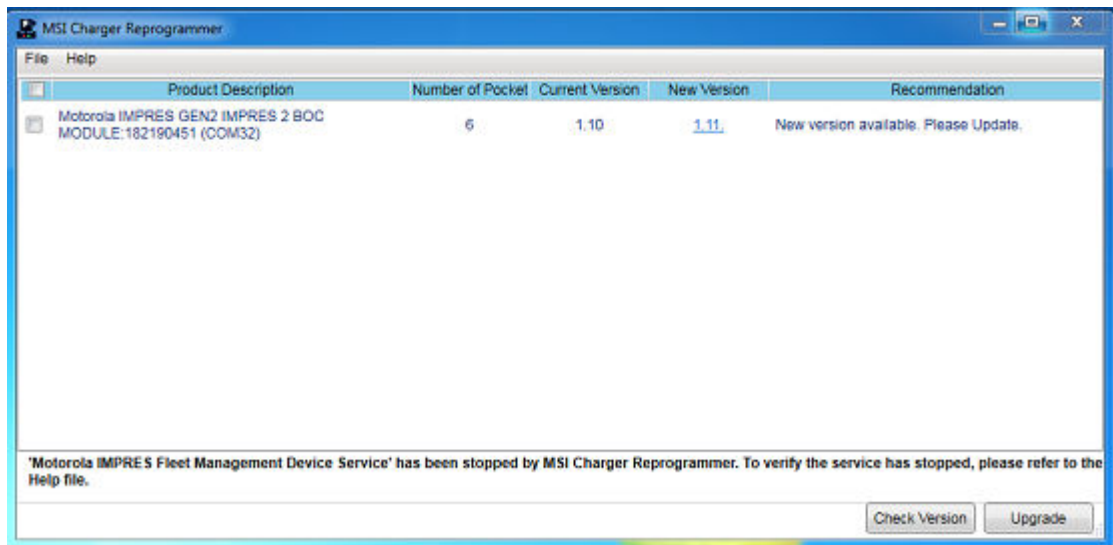 MSI Charger Reprogrammer
File Help
Product Description Number of Pocket Current Version New Version Recommendation
Motorola IMPRES GEN2 IMPRES 2 BOC
MODULE:182190451 (COM32) 6 1.10 1.11. New version available. Please Update.
'Motorola IMPRES Fleet Management Device Service' has been stopped by MSI Charger Reprogrammer. To verify the service has stopped, please refer to the
Help file.
Check Version Upgrade